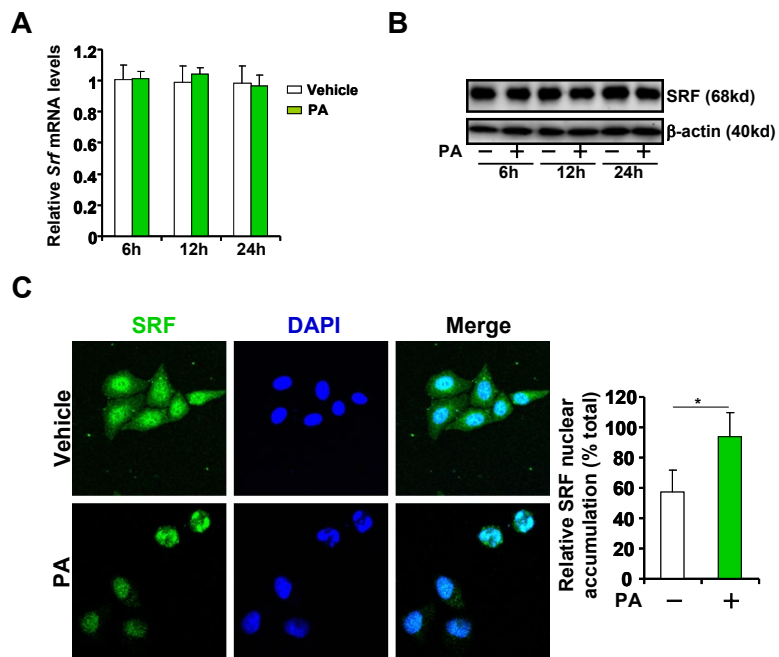 A
Relative Srf mRNA levels
1.2
1
0.8
0.6
0.4
0.2
0
6h 12h 24h
Vehicle
PA
B
SRF (68kd)
β-actin (40kd)
PA − + − + − +
6h 12h 24h
C
SRF DAPI Merge
Vehicle
PA
Relative SRF nuclear
accumulation (% total)
120
100
80
60
40
20
0
*
PA − +